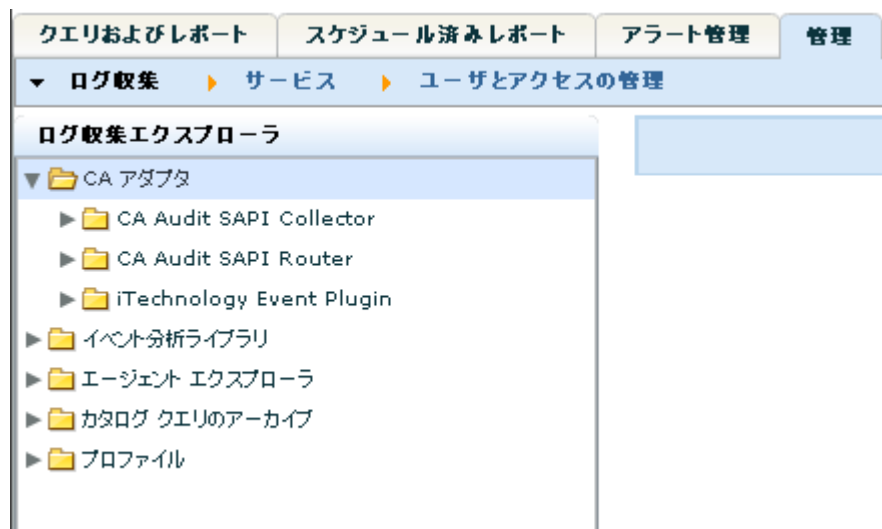 クエリおよびレポート スケジュール済みレポート アラート管理 管理
ログ収集 サービス ユーザとアクセスの管理
ログ収集エクスプローラ
CA アダプタ
CA Audit SAPI Collector
CA Audit SAPI Router
iTechnology Event Plugin
イベント分析ライブラリ
エージェント エクスプローラ
カタログ クエリのアーカイブ
プロファイル